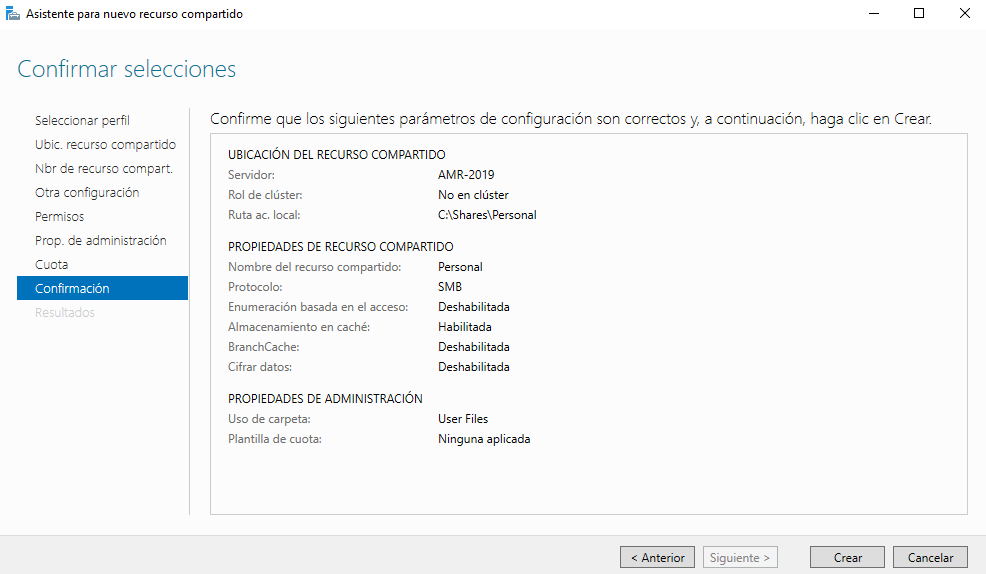 Asistente para nuevo recurso compartido
Confirmar selecciones
Seleccionar perfil
Ubic. recurso compartido
Nbr de recurso compart.
Otra configuración
Permisos
Prop. de administración
Cuota
Confirmación
Resultados
Confirme que los siguientes parámetros de configuración son correctos y, a continuación, haga clic en Crear.
UBICACIÓN DEL RECURSO COMPARTIDO
Servidor: AMR-2019
Rol de clúster: No en clúster
Ruta ac. local: C:\Shares\Personal
PROPIEDADES DE RECURSO COMPARTIDO
Nombre del recurso compartido: Personal
Protocolo: SMB
Enumeración basada en el acceso: Deshabilitada
Almacenamiento en caché: Habilitada
BranchCache: Deshabilitada
Cifrar datos: Deshabilitada
PROPIEDADES DE ADMINISTRACIÓN
Uso de carpeta: User Files
Plantilla de cuota: Ninguna aplicada
< Anterior Siguiente > Crear Cancelar